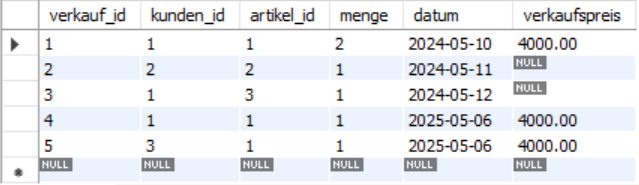 verkauf_id kunden_id artikel_id menge datum verkaufspreis
1 1 1 2 2024-05-10 4000.00
2 2 2 1 2024-05-11 NULL
3 1 3 1 2024-05-12 NULL
4 1 1 1 2025-05-06 4000.00
5 3 1 1 2025-05-06 4000.00
NULL NULL NULL NULL NULL NULL